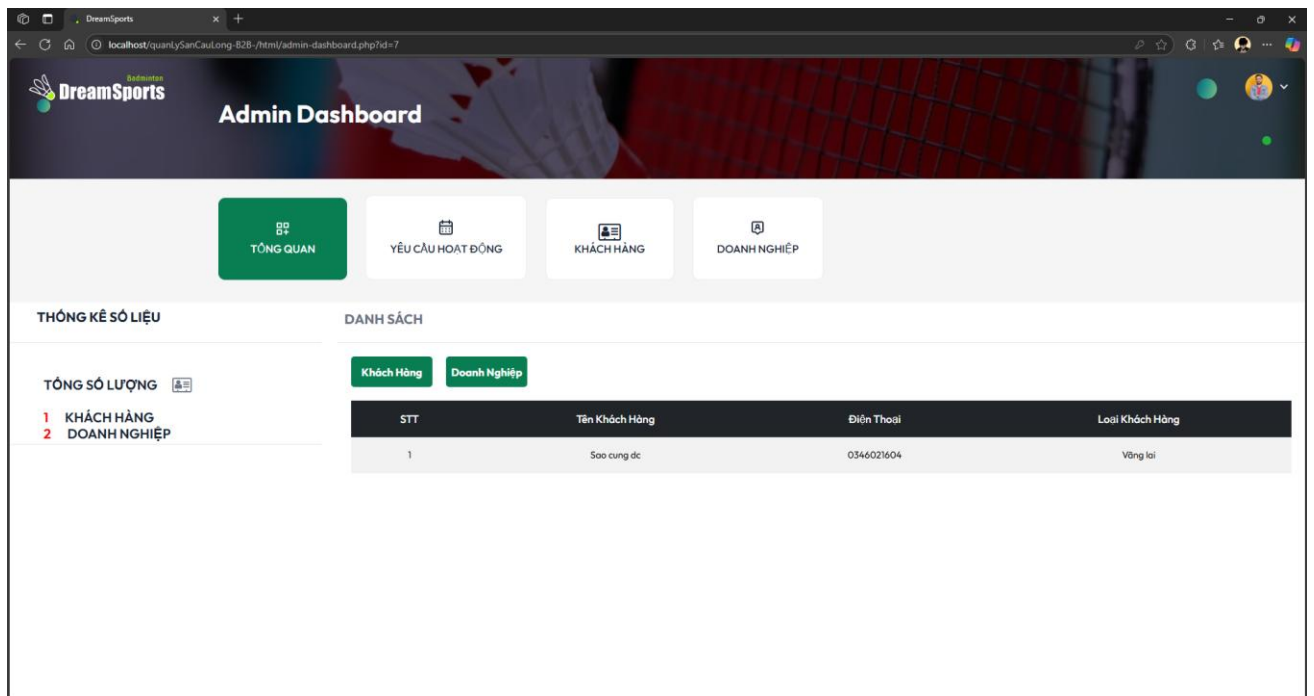 DreamSports
localhost/quanLySanCauLong-B2B-/html/admin-dashboard.php?id=7
Badminton
DreamSports
Admin Dashboard
TỔNG QUAN
YÊU CẦU HOẠT ĐỘNG
KHÁCH HÀNG
DOANH NGHIỆP
THỐNG KÊ SỐ LIỆU
DANH SÁCH
TỔNG SỐ LƯỢNG
1 KHÁCH HÀNG
2 DOANH NGHIỆP
Khách Hàng Doanh Nghiệp
STT Tên Khách Hàng Điện Thoại Loại Khách Hàng
1 Sao cung dc 0346021604 Vãng lai